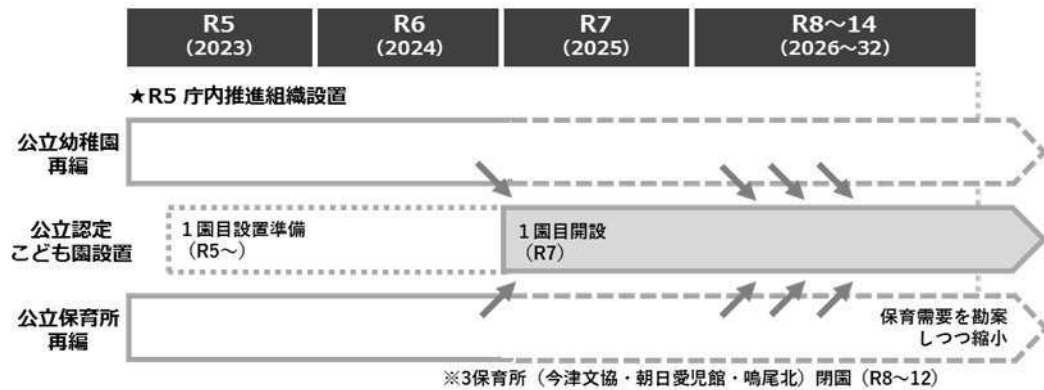 R5
(2023)
R6
(2024)
R7
(2025)
R8～14
(2026～32)
★R5 庁内推進組織設置
公立幼稚園
再編
公立認定
こども園設置
１園目設置準備
（R5～）
１園目開設
（R7）
公立保育所
再編
保育需要を勘案
しつつ縮小
※3保育所（今津文協・朝日愛児館・鳴尾北）閉園（R8～12）